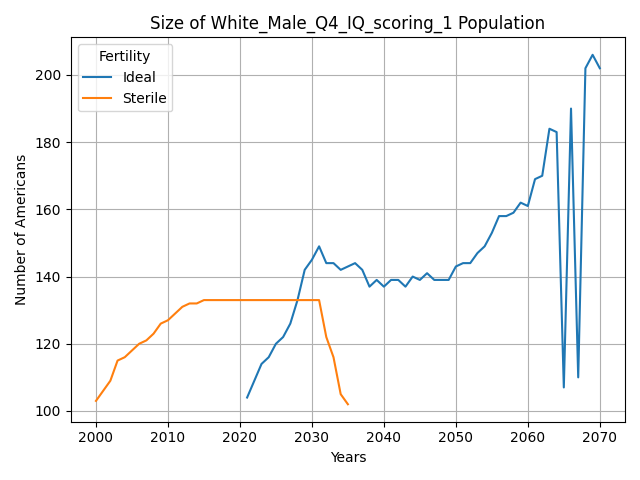 Size of White_Male_Q4_IQ_scoring_1 Population
Fertility
Ideal
Sterile
Number of Americans
200
180
160
140
120
100
2000 2010 2020 2030 2040 2050 2060 2070
Years